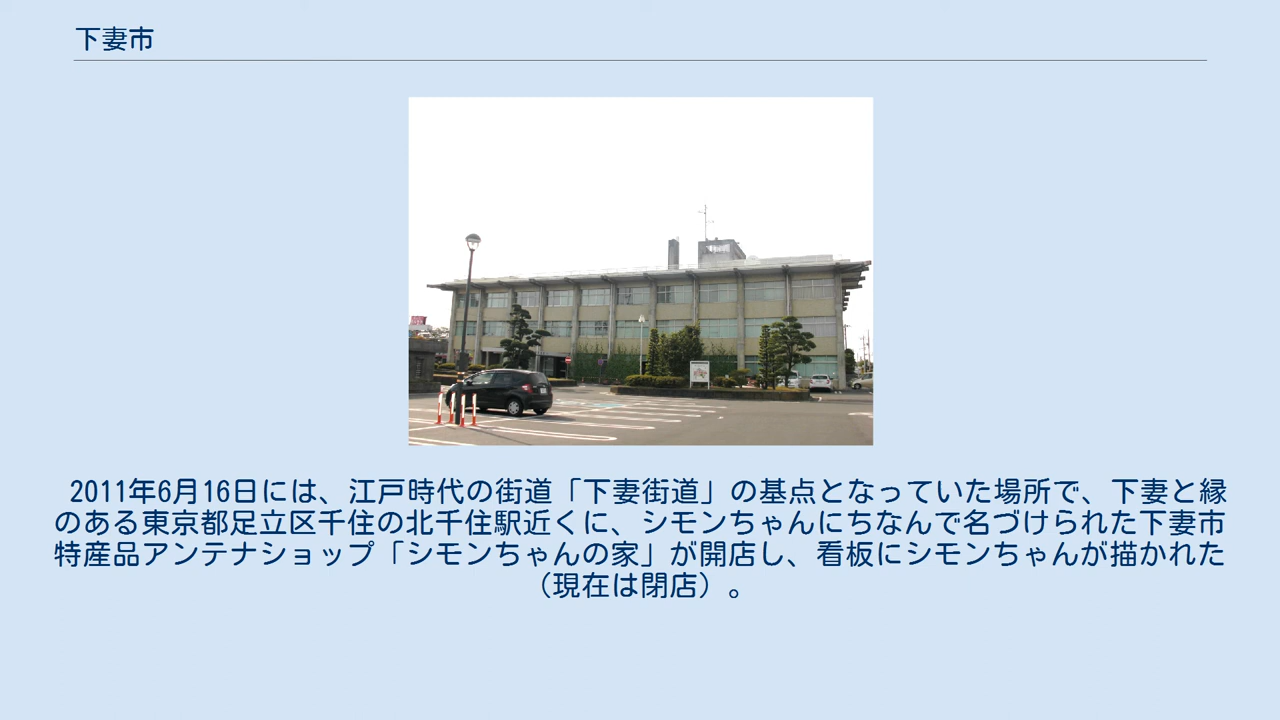 下妻市
2011年6月16日には、江戸時代の街道「下妻街道」の基点となっていた場所で、下妻と縁
のある東京都足立区千住の北千住駅近くに、シモンちゃんにちなんで名づけられた下妻市
特産品アンテナショップ「シモンちゃんの家」が開店し、看板にシモンちゃんが描かれた
（現在は閉店）。